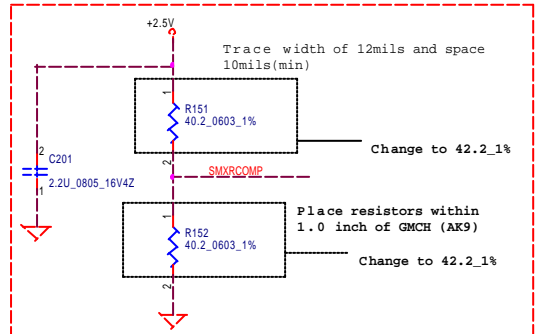 +2.5V
Trace width of 12mils and space
10mils(min)
1
R151
40.2_0603_1%
2
Change to 42.2_1%
2
C201
1
2.2U_0805_16V4Z
SMXRCOMP
1
R152
40.2_0603_1%
2
Place resistors within
1.0 inch of GMCH (AK9)
Change to 42.2_1%